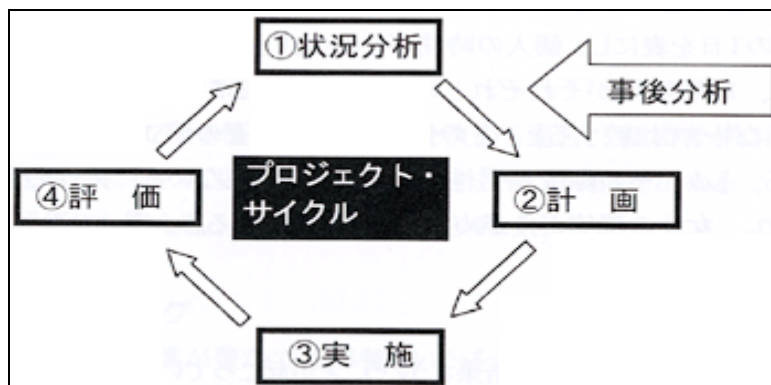 ①状況分析
事後分析
④評　価
プロジェクト・
サイクル
②計　画
③実　施